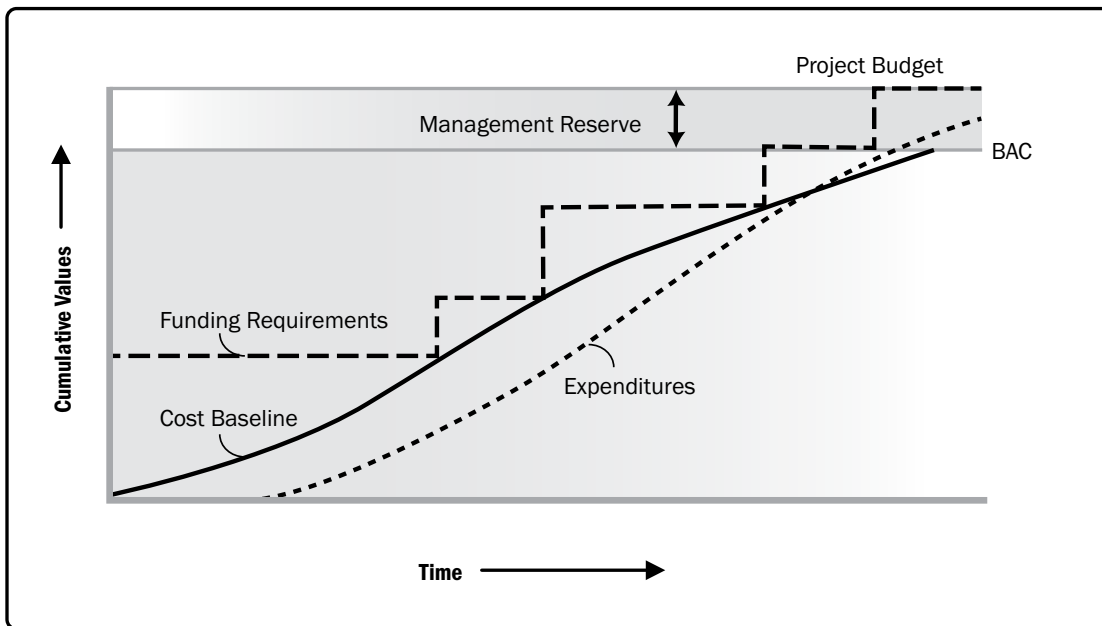 Project Budget
Management Reserve
BAC
Cumulative Values
Funding Requirements
Expenditures
Cost Baseline
Time